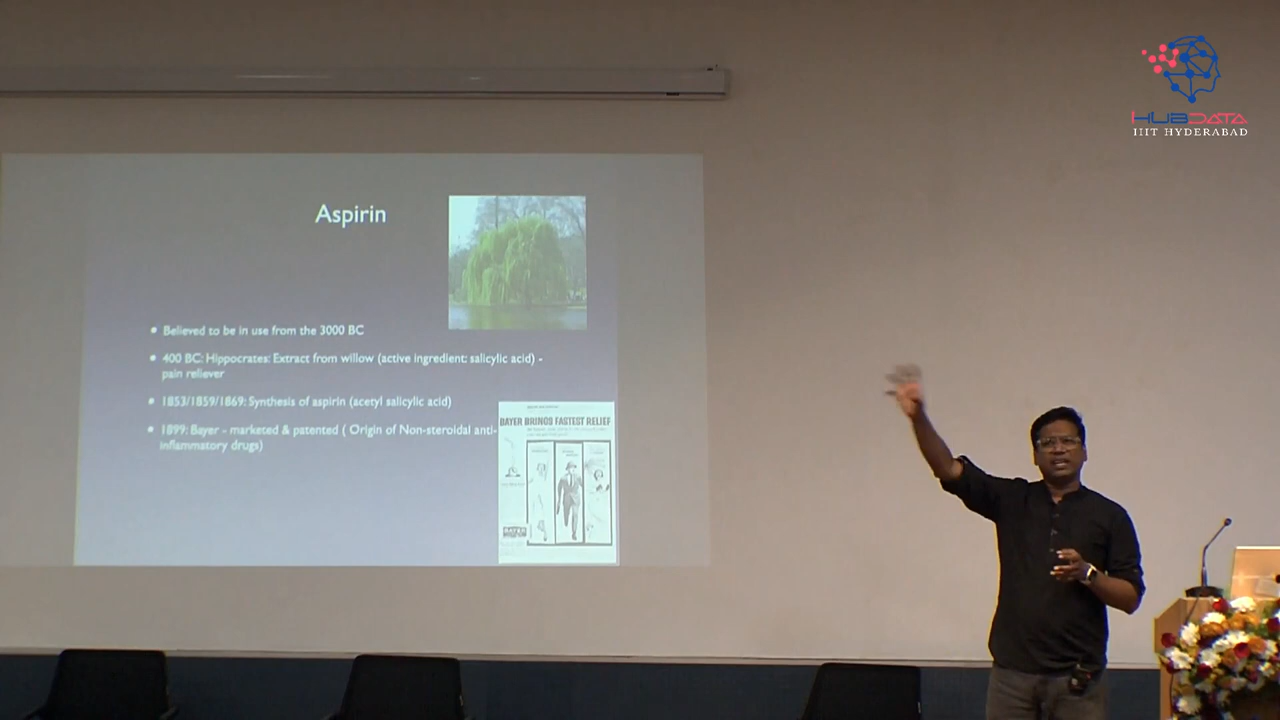 HUBDATA
IIIT HYDERABAD
Aspirin
• Believed to be in use from the 3000 BC
• 400 BC: Hippocrates: Extract from willow (active ingredient: salicylic acid) -
pain reliever
• 1853/1859/1869: Synthesis of aspirin (acetyl salicylic acid)
• 1899: Bayer - marketed & patented ( Origin of Non-steroidal anti-
inflammatory drugs)
BAYER BRINGS FASTEST RELIEF
BAYER